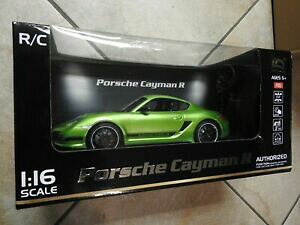 R/C
AGES 5+
Porsche Cayman R
Porsche Cayman R
1:16
SCALE
AUTHORIZED